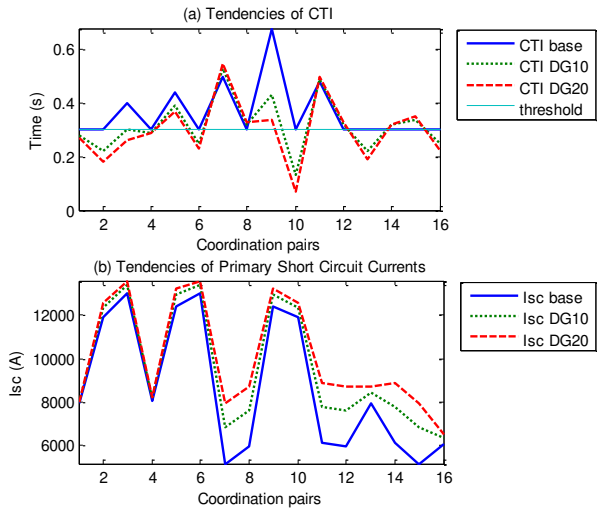 (a) Tendencies of CTI
0.6
0.4
0.2
0
Time (s)
2 4 6 8 10 12 14 16
Coordination pairs
CTI base
CTI DG10
CTI DG20
threshold
(b) Tendencies of Primary Short Circuit Currents
12000
10000
8000
6000
Isc (A)
2 4 6 8 10 12 14 16
Coordination pairs
Isc base
Isc DG10
Isc DG20